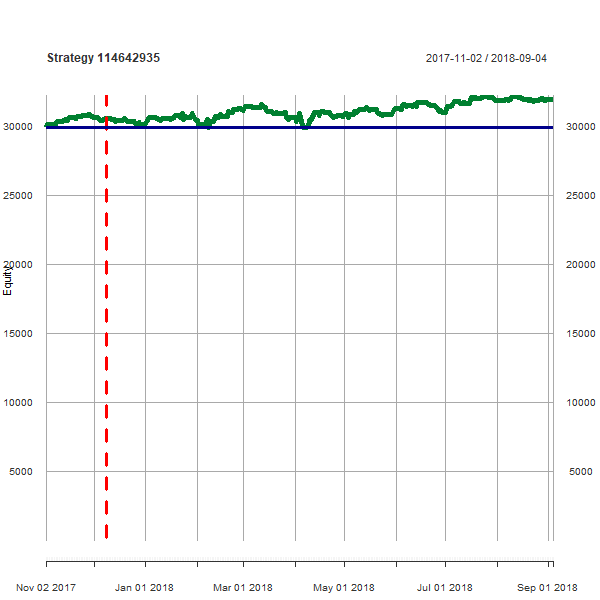 Strategy 114642935
2017-11-02 / 2018-09-04
30000
30000
25000
25000
20000
20000
Equity
15000
15000
10000
10000
5000
5000
Nov 02 2017
Jan 01 2018
Mar 01 2018
May 01 2018
Jul 01 2018
Sep 01 2018